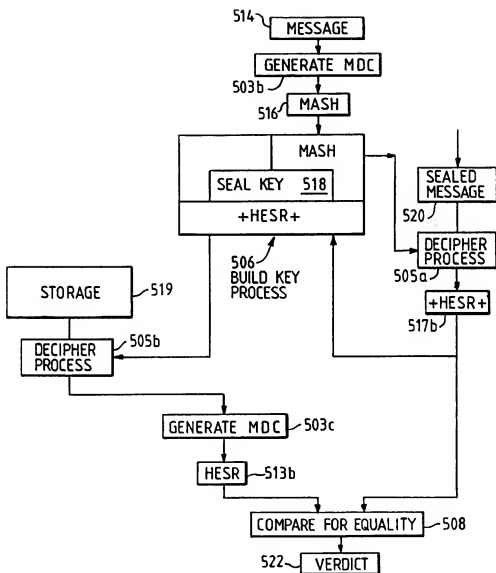 514
MESSAGE
GENERATE MDC
503b
516
MASH
MASH
SEAL KEY 518
+HESR+
506
BUILD KEY
PROCESS
SEALED
MESSAGE
520
DECIPHER
PROCESS
505a
+HESR+
517b
STORAGE
519
DECIPHER
PROCESS
505b
GENERATE MDC
503c
HESR
513b
COMPARE FOR EQUALITY
508
522
VERDICT